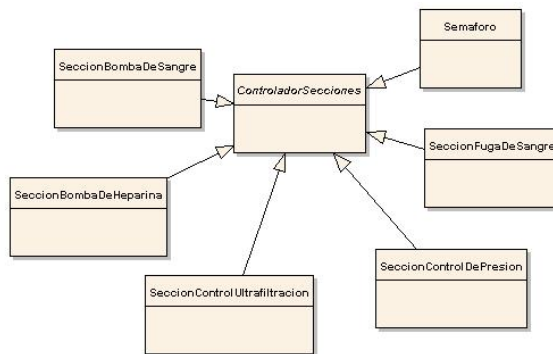 Semaforo
SeccionBombaDeSangre
ControladorSecciones
SeccionFugaDeSangre
SeccionBombaDeHeparina
SeccionControlDePresion
SeccionControlUltrafiltracion